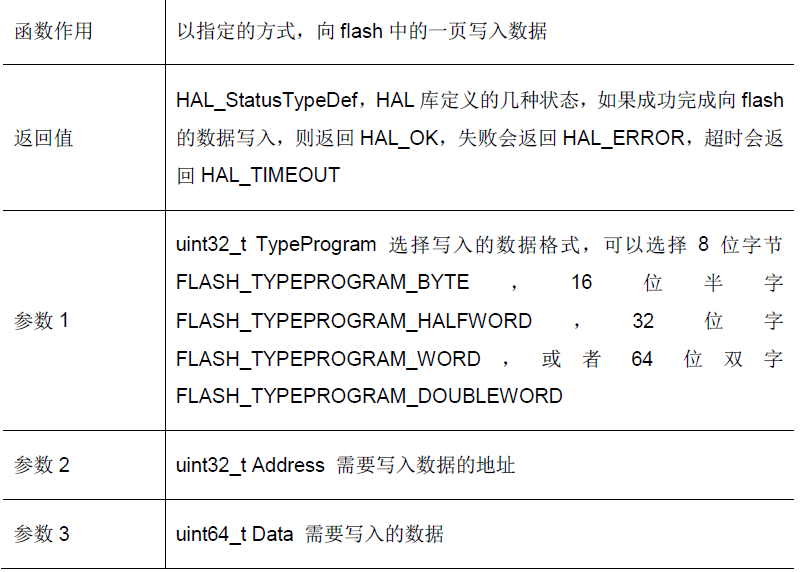 函数作用
以指定的方式，向 flash 中的一页写入数据
返回值
HAL_StatusTypeDef，HAL 库定义的几种状态，如果成功完成向 flash
的数据写入，则返回 HAL_OK，失败会返回 HAL_ERROR，超时会返
回 HAL_TIMEOUT
参数 1
uint32_t TypeProgram 选择写入的数据格式，可以选择 8 位字节
FLASH_TYPEPROGRAM_BYTE ， 16 位 半 字
FLASH_TYPEPROGRAM_HALFWORD ， 32 位 字
FLASH_TYPEPROGRAM_WORD ， 或 者 64 位 双 字
FLASH_TYPEPROGRAM_DOUBLEWORD
参数 2
uint32_t Address 需要写入数据的地址
参数 3
uint64_t Data 需要写入的数据